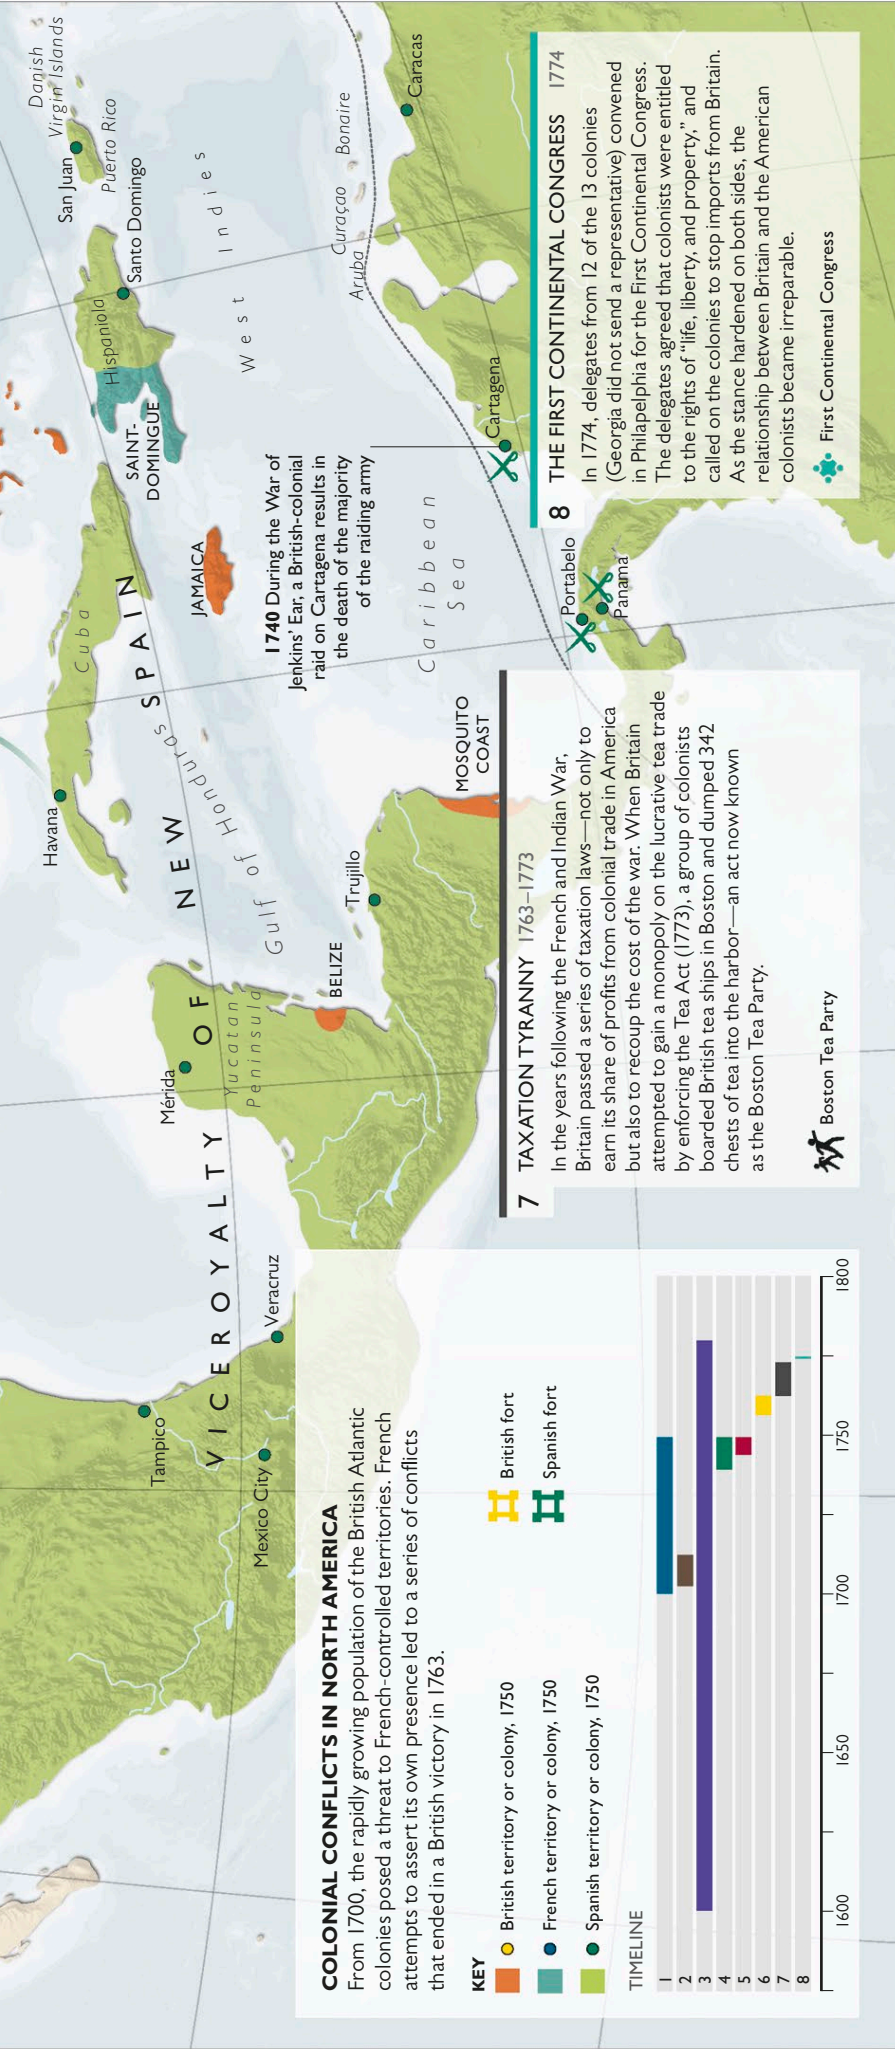 COLONIAL CONFLICTS IN NORTH AMERICA
From 1700, the rapidly growing population of the British Atlantic
colonies posed a threat to French-controlled territories. French
attempts to assert its own presence led to a series of conflicts
that ended in a British victory in 1763.
KEY
British territory or colony, 1750
French territory or colony, 1750
Spanish territory or colony, 1750
British fort
Spanish fort
TIMELINE
1
2
3
4
5
6
7
8
1600
1650
1700
1750
1800
7 TAXATION TYRANNY 1763–1773
In the years following the French and Indian War,
Britain passed a series of taxation laws—not only to
earn its share of profits from colonial trade in America
but also to recoup the cost of the war. When Britain
attempted to gain a monopoly on the lucrative tea trade
by enforcing the Tea Act (1773), a group of colonists
boarded British tea ships in Boston and dumped 342
chests of tea into the harbor—an act now known
as the Boston Tea Party.
Boston Tea Party
8 THE FIRST CONTINENTAL CONGRESS 1774
In 1774, delegates from 12 of the 13 colonies
(Georgia did not send a representative) convened
in Philapelphia for the First Continental Congress.
The delegates agreed that colonists were entitled
to the rights of “life, liberty, and property,” and
called on the colonies to stop imports from Britain.
As the stance hardened on both sides, the
relationship between Britain and the American
colonists became irreparable.
First Continental Congress
1740 During the War of
Jenkins’ Ear, a British-colonial
raid on Cartagena results in
the death of the majority
of the raiding army
VICEROYALTY OF NEW SPAIN
Tampico
Mexico City
Veracruz
Mérida
Yucatan
Peninsula
BELIZE
Gulf of Honduras
Trujillo
Havana
Cuba
MOSQUITO
COAST
JAMAICA
SAINT-
DOMINGUE
Hispaniola
Santo Domingo
San Juan
Puerto Rico
Danish
Virgin Islands
West Indies
Caribbean
Sea
Aruba
Curaçao
Bonaire
Caracas
Cartagena
Portabelo
Panama